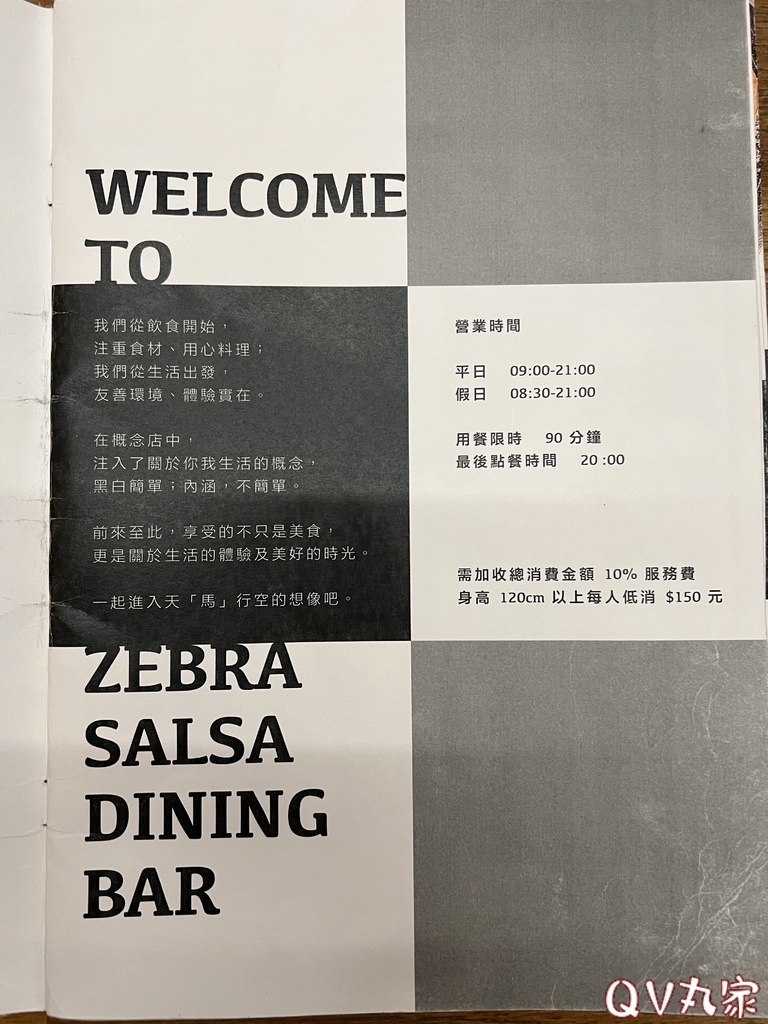 WELCOME
TO
我們從飲食開始，
注重食材、用心料理；
我們從生活出發，
友善環境、體驗實在。
在概念店中，
注入了關於你我生活的概念，
黑白簡單；內涵，不簡單。
前來至此，享受的不只是美食，
更是關於生活的體驗及美好的時光。
一起進入天「馬」行空的想像吧。
ZEBRA
SALSA
DINING
BAR
營業時間
平日 09:00-21:00
假日 08:30-21:00
用餐限時 90 分鐘
最後點餐時間 20:00
需加收總消費金額 10% 服務費
身高 120cm 以上每人低消 $150 元
QV丸家